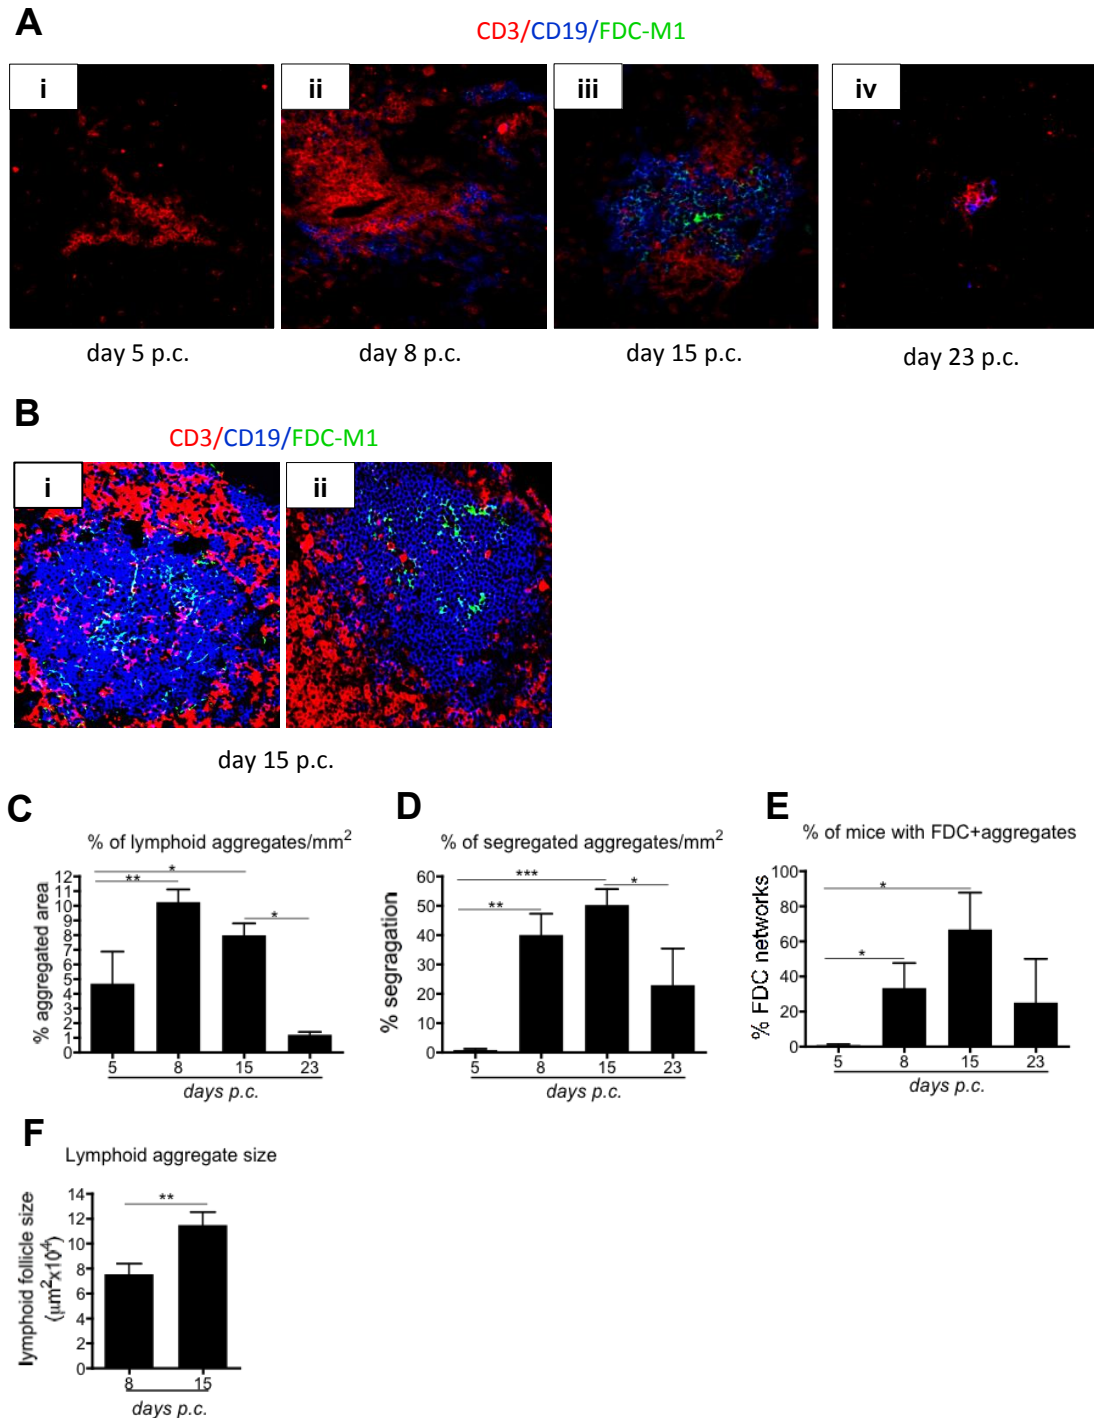 A
CD3/CD19/FDC-M1
i
ii
iii
iv
day 5 p.c.
day 8 p.c.
day 15 p.c.
day 23 p.c.
B
CD3/CD19/FDC-M1
i
ii
day 15 p.c.
C
% of lymphoid aggregates/mm²
% aggregated area
12
11
10
9
8
7
6
5
4
3
2
1
0
*
**
*
5
8
15
23
days p.c.
D
% of segregated aggregates/mm²
% segragation
60
50
40
30
20
10
0
***
*
**
5
8
15
23
days p.c.
E
% of mice with FDC+aggregates
% FDC networks
100
80
60
40
20
0
*
*
5
8
15
23
days p.c.
F
Lymphoid aggregate size
lymphoid follicle size
(µm²x10⁴)
14
12
10
8
6
4
2
0
**
8
15
days p.c.